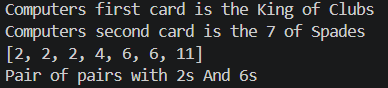 Computers first card is the King of Clubs
Computers second card is the 7 of Spades
[2, 2, 2, 4, 6, 6, 11]
Pair of pairs with 2s And 6s